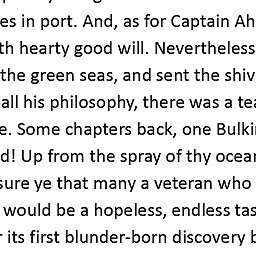 es in port. And, as for Captain Ah
th hearty good will. Nevertheless
the green seas, and sent the shiv
all his philosophy, there was a tea
e. Some chapters back, one Bulki
d! Up from the spray of thy ocean
sure ye that many a veteran who
would be a hopeless, endless tas
its first blunder-born discovery b